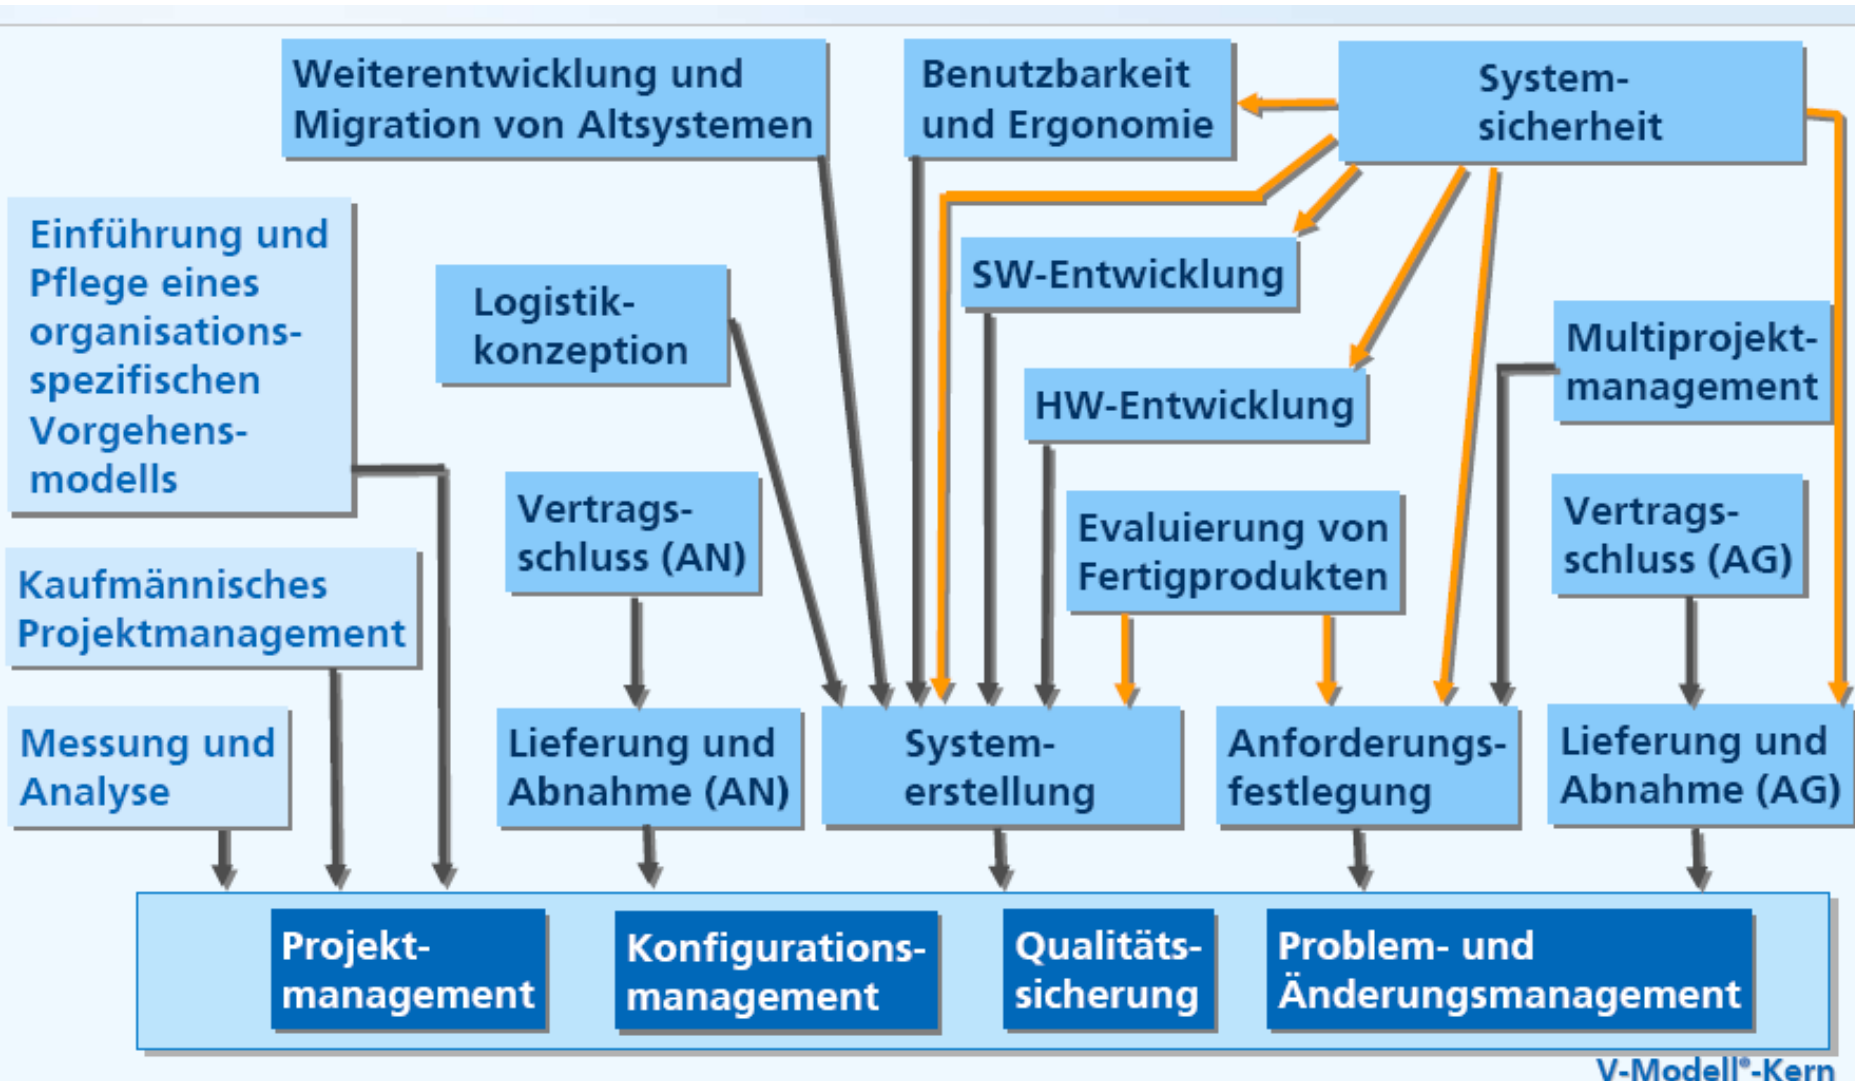 Weiterentwicklung und
Migration von Altsystemen
Benutzbarkeit
und Ergonomie
System-
sicherheit
Einführung und
Pflege eines
organisations-
spezifischen
Vorgehens-
modells
Logistik-
konzeption
SW-Entwicklung
HW-Entwicklung
Multiprojekt-
management
Kaufmännisches
Projektmanagement
Vertrags-
schluss (AN)
Evaluierung von
Fertigprodukten
Vertrags-
schluss (AG)
Messung und
Analyse
Lieferung und
Abnahme (AN)
System-
erstellung
Anforderungs-
festlegung
Lieferung und
Abnahme (AG)
Projekt-
management
Konfigurations-
management
Qualitäts-
sicherung
Problem- und
Änderungsmanagement
V-Modell®-Kern